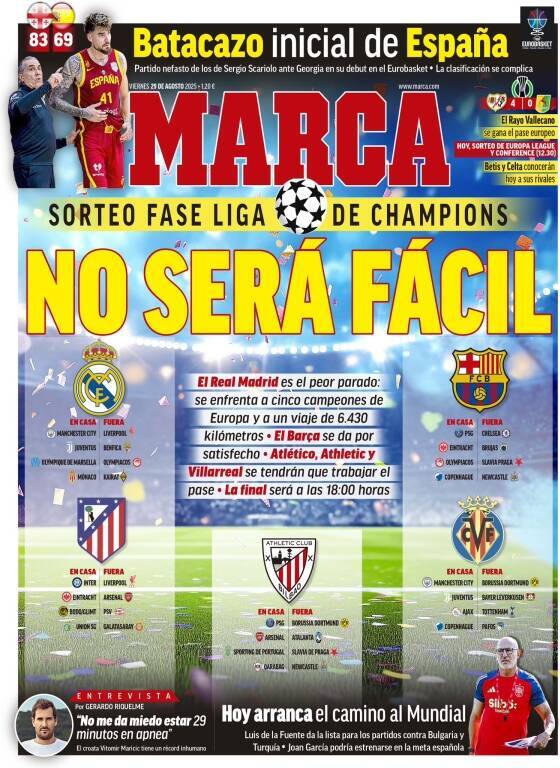 83 69
ESPAÑA
41
Batacazo inicial de España
Partido nefasto de los de Sergio Scariolo ante Georgia en su debut en el Eurobasket • La clasificación se complica
EUROBASKET
VIERNES 29 DE AGOSTO 2025 • 1,20 €
www.marca.com
MARCA
4 0
El Rayo Vallecano
se gana el pase europeo
HOY, SORTEO DE EUROPA LEAGUE
Y CONFERENCE (12.30)
Betis y Celta conocerán
hoy a sus rivales
SORTEO FASE LIGA DE CHAMPIONS
NO SERÁ FÁCIL
EN CASA FUERA
MANCHESTER CITY LIVERPOOL
JUVENTUS BENFICA
OLYMPIQUE DE MARSELLA OLYMPIACOS
MÓNACO KAIRAT
El Real Madrid es el peor parado:
se enfrenta a cinco campeones de
Europa y a un viaje de 6.430
kilómetros • El Barça se da por
satisfecho • Atlético, Athletic y
Villarreal se tendrán que trabajar el
pase • La final será a las 18:00 horas
FCB
EN CASA FUERA
PSG CHELSEA
EINTRACHT BRUJAS
OLYMPIACOS SLAVIA PRAGA
COPENHAGUE NEWCASTLE
EN CASA FUERA
INTER LIVERPOOL
EINTRACHT ARSENAL
BODO/GLIMT PSV
UNION SG GALATASARAY
ATHLETIC CLUB
BILBAO
EN CASA FUERA
PSG BORUSSIA DORTMUND
ARSENAL ATALANTA
SPORTING DE PORTUGAL SLAVIA DE PRAGA
QARABAG NEWCASTLE
EN CASA FUERA
MANCHESTER CITY BORUSSIA DORTMUND
JUVENTUS BAYER LEVERKUSEN
AJAX TOTTENHAM
COPENHAGUE PAFOS
ENTREVISTA
Por GERARDO RIQUELME
“No me da miedo estar 29
minutos en apnea”
El croata Vitomir Maricic tiene un récord inhumano
Hoy arranca el camino al Mundial
Luis de la Fuente da la lista para los partidos contra Bulgaria y
Turquía • Joan García podría estrenarse en la meta española